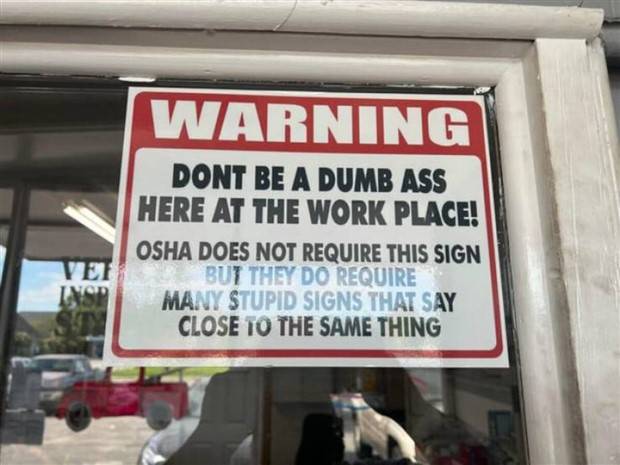 WARNING
DONT BE A DUMB ASS
HERE AT THE WORK PLACE!
OSHA DOES NOT REQUIRE THIS SIGN
BUT THEY DO REQUIRE
MANY STUPID SIGNS THAT SAY
CLOSE TO THE SAME THING